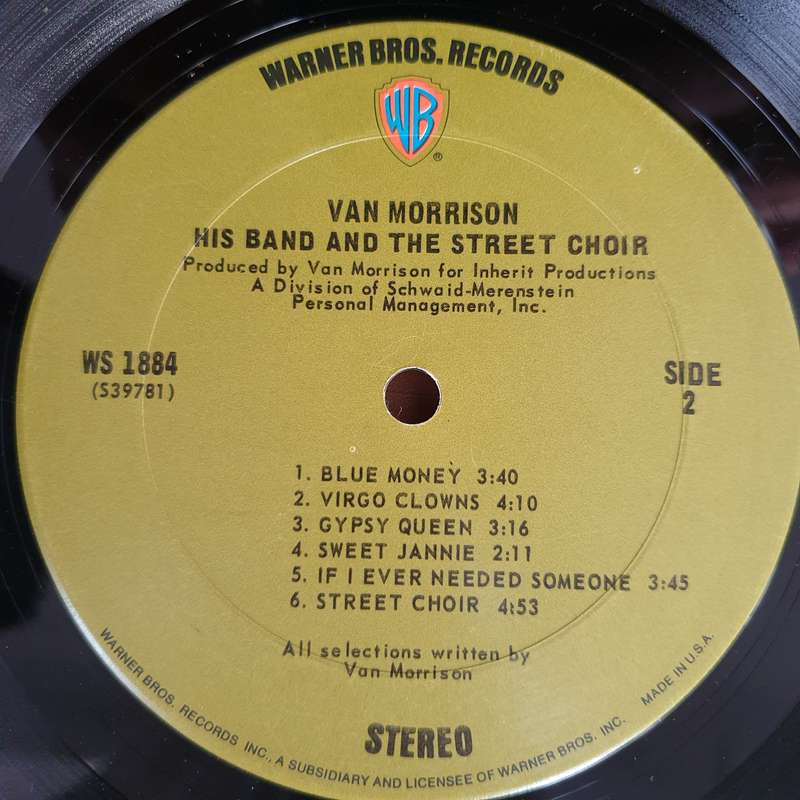 WARNER BROS. RECORDS
WB
®
VAN MORRISON
HIS BAND AND THE STREET CHOIR
Produced by Van Morrison for Inherit Productions
A Division of Schwaid-Merenstein
Personal Management, Inc.
WS 1884
(S39781)
SIDE
2
1. BLUE MONEY 3:40
2. VIRGO CLOWNS 4:10
3. GYPSY QUEEN 3:16
4. SWEET JANNIE 2:11
5. IF I EVER NEEDED SOMEONE 3:45
6. STREET CHOIR 4:53
All selections written by
Van Morrison
STEREO
WARNER BROS. RECORDS INC., A SUBSIDIARY AND LICENSEE OF WARNER BROS. INC. MADE IN U.S.A.